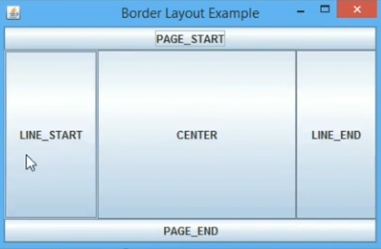 Border Layout Example
PAGE_START
LINE_START CENTER LINE_END
PAGE_END